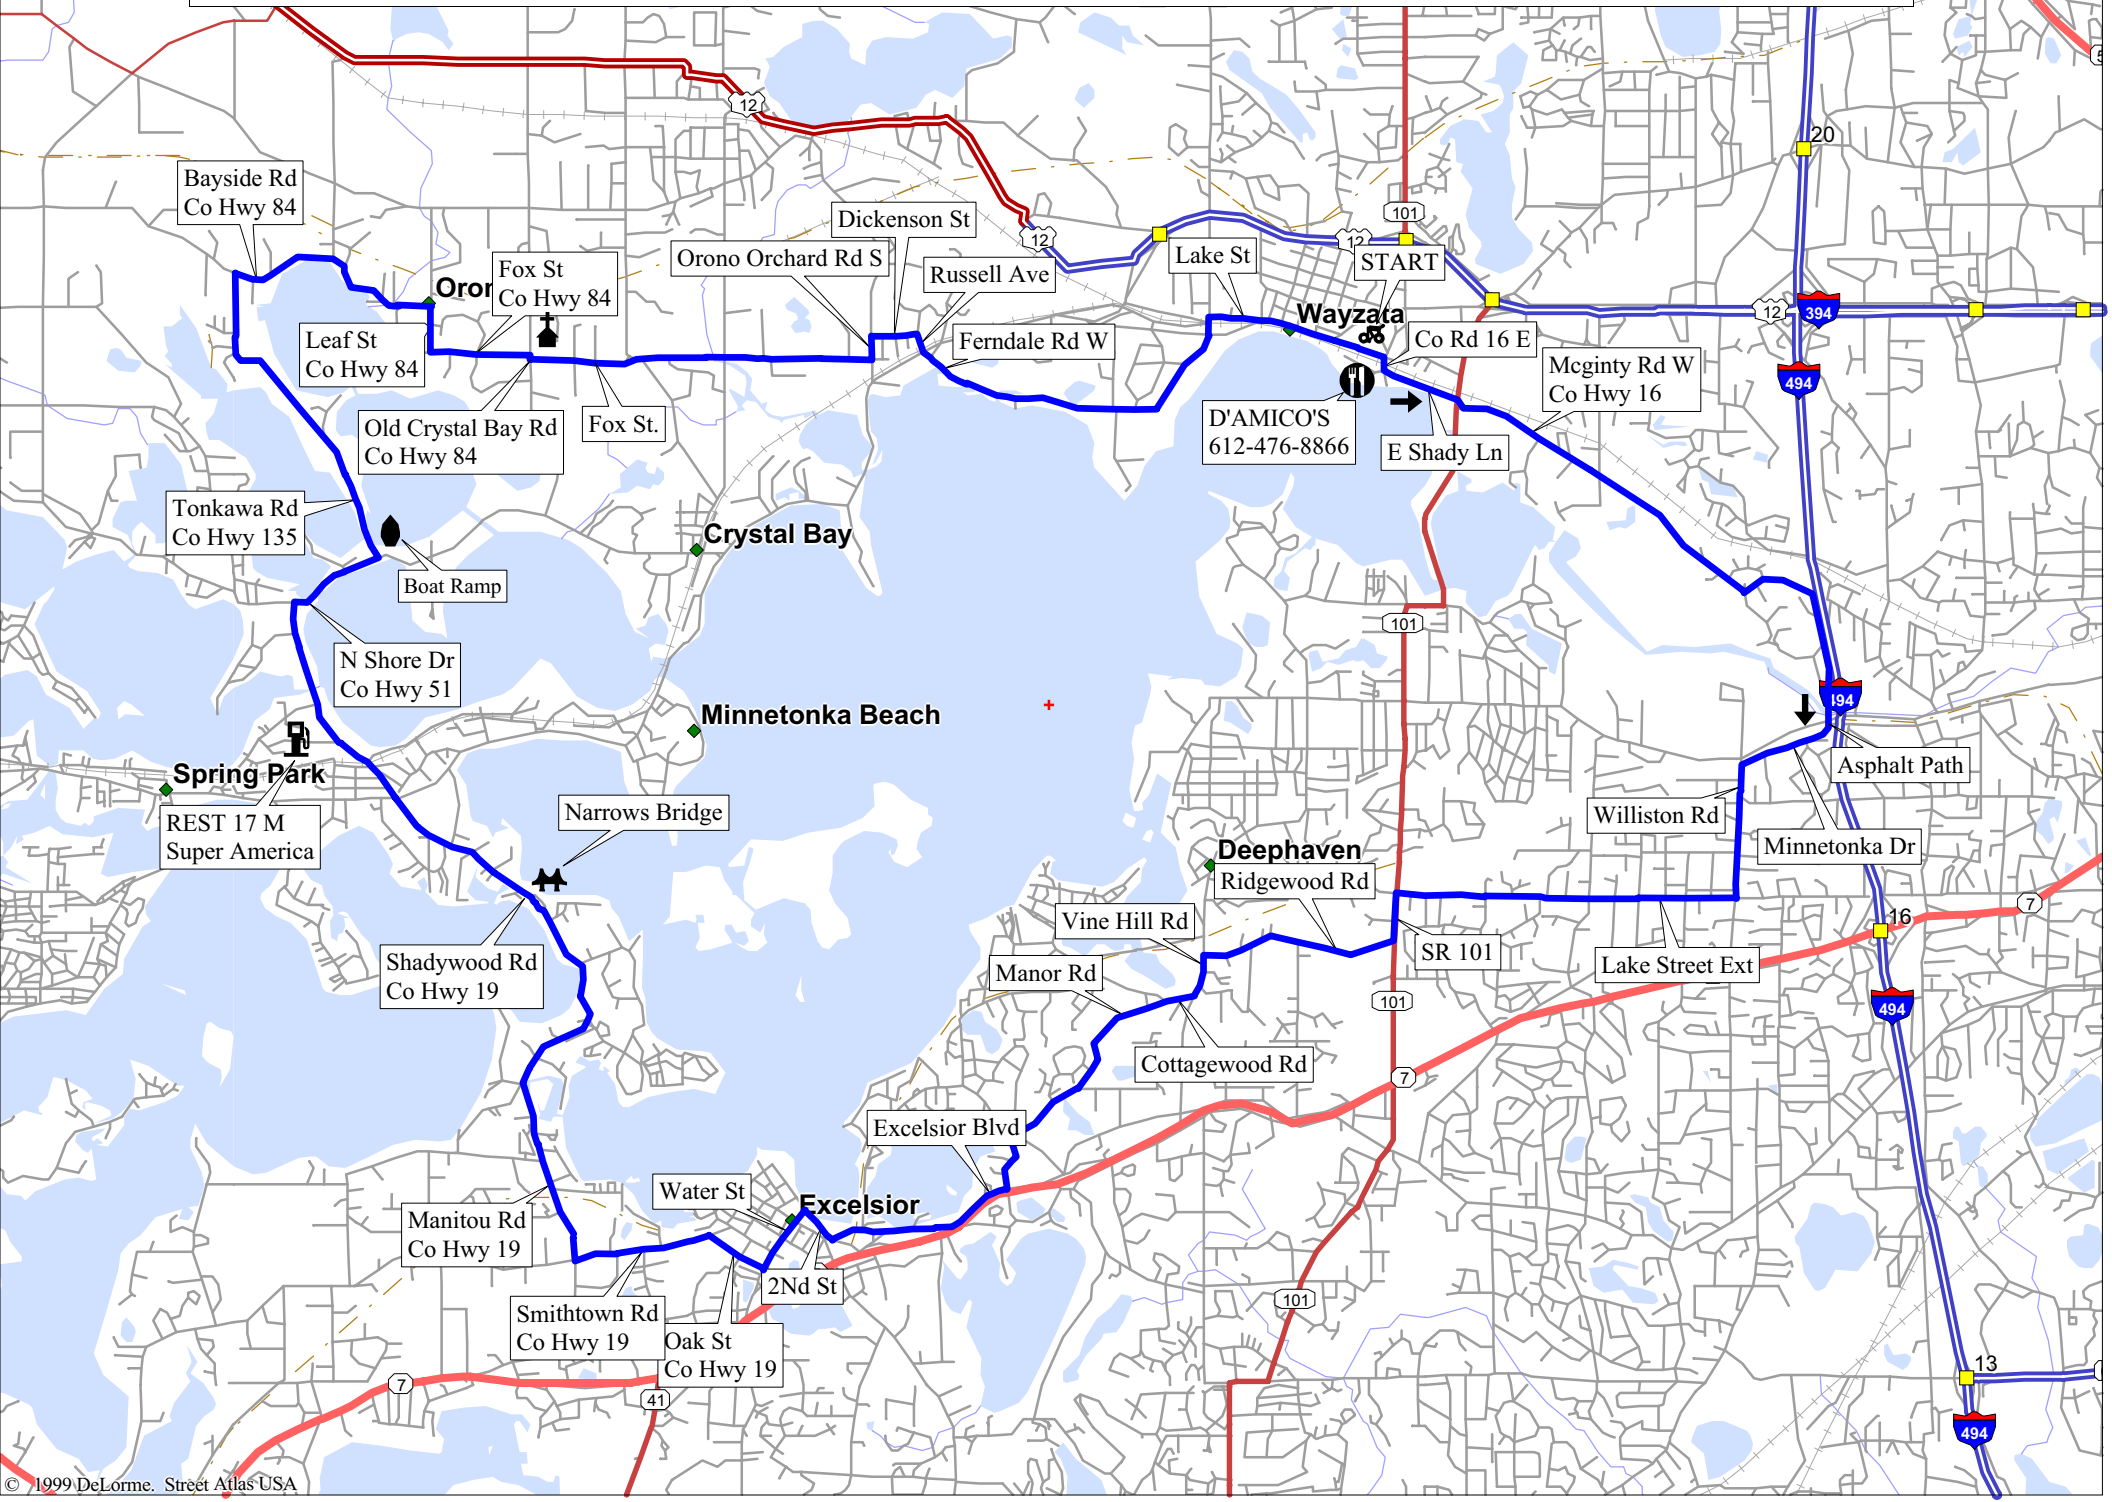 20
12
Bayside Rd
Co Hwy 84
Dickenson St
101
12
12
Orono Orchard Rd S
Lake St
START
Fox St
Co Hwy 84
Russell Ave
Oror
Wayzata
12
394
Leaf St
Co Hwy 84
Ferndale Rd W
Co Rd 16 E
Mcginty Rd W
Co Hwy 16
494
Old Crystal Bay Rd
Co Hwy 84
Fox St.
D'AMICO'S
612-476-8866
E Shady Ln
Tonkawa Rd
Co Hwy 135
Crystal Bay
Boat Ramp
101
N Shore Dr
Co Hwy 51
494
Minnetonka Beach
Spring Park
Asphalt Path
REST 17 M
Super America
Narrows Bridge
Williston Rd
Minnetonka Dr
Deephaven
Ridgewood Rd
7
Vine Hill Rd
16
Shadywood Rd
Co Hwy 19
Manor Rd
SR 101
Lake Street Ext
101
494
Cottagewood Rd
7
Excelsior Blvd
Water St
Excelsior
Manitou Rd
Co Hwy 19
2Nd St
101
Smithtown Rd
Co Hwy 19
Oak St
Co Hwy 19
13
7
41
494
© 1999 DeLorme. Street Atlas USA